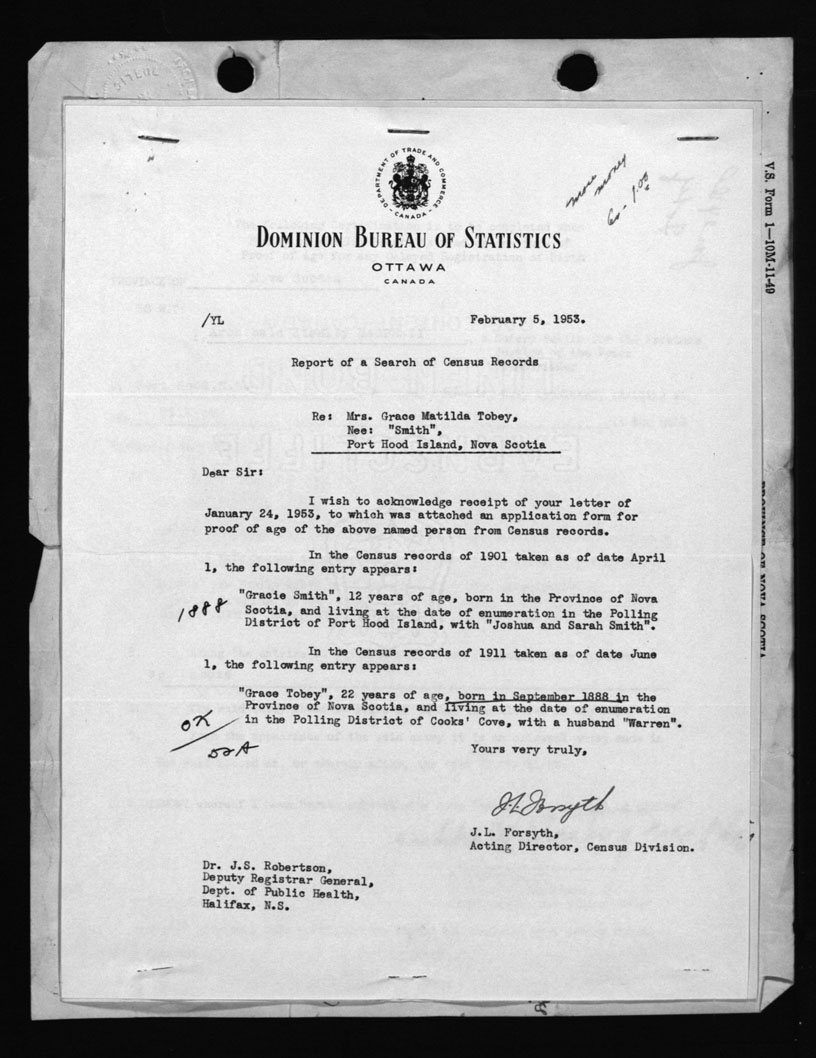 DEPARTMENT OF TRADE AND COMMERCE
CANADA
more money
60 - 1.00
DOMINION BUREAU OF STATISTICS
OTTAWA
CANADA
/YL February 5, 1953.
Report of a Search of Census Records
Re: Mrs. Grace Matilda Tobey,
Nee: "Smith",
Port Hood Island, Nova Scotia
Dear Sir:
I wish to acknowledge receipt of your letter of
January 24, 1953, to which was attached an application form for
proof of age of the above named person from Census records.
In the Census records of 1901 taken as of date April
1, the following entry appears:
"Gracie Smith", 12 years of age, born in the Province of Nova
Scotia, and living at the date of enumeration in the Polling
District of Port Hood Island, with "Joshua and Sarah Smith".
1888
In the Census records of 1911 taken as of date June
1, the following entry appears:
"Grace Tobey", 22 years of age, born in September 1888 in the
Province of Nova Scotia, and living at the date of enumeration
in the Polling District of Cooks' Cove, with a husband "Warren".
OK
Yours very truly,
J.L. Forsyth
J.L. Forsyth,
Acting Director, Census Division.
Dr. J.S. Robertson,
Deputy Registrar General,
Dept. of Public Health,
Halifax, N.S.
V.S. Form 1—10M-11-49